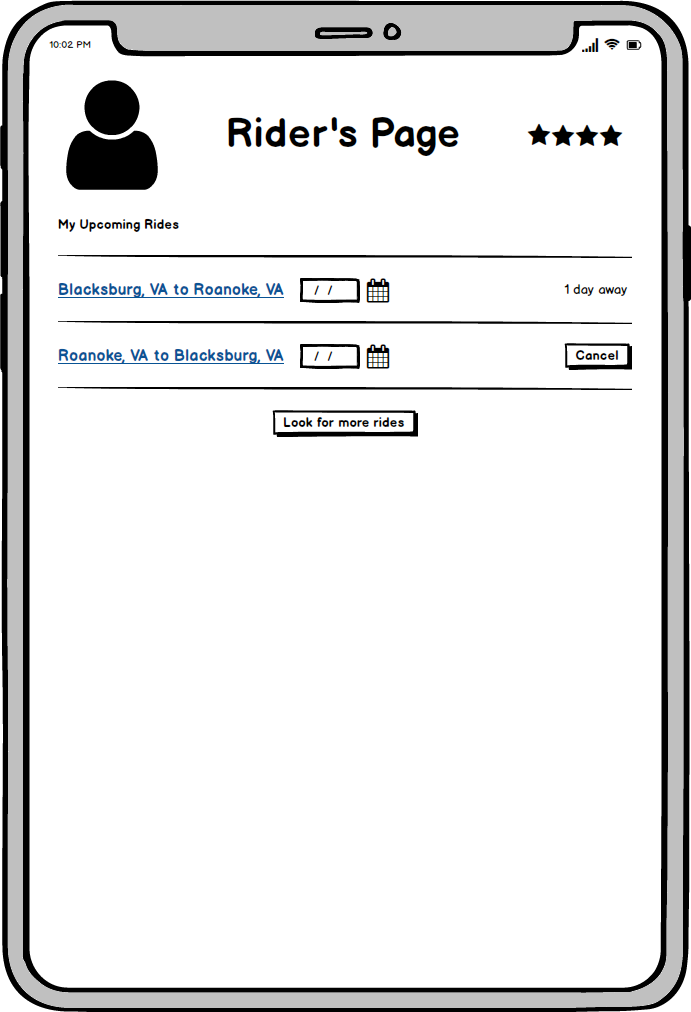 10:02 PM
Rider's Page
My Upcoming Rides
Blacksburg, VA to Roanoke, VA / / 1 day away
Roanoke, VA to Blacksburg, VA / / Cancel
Look for more rides